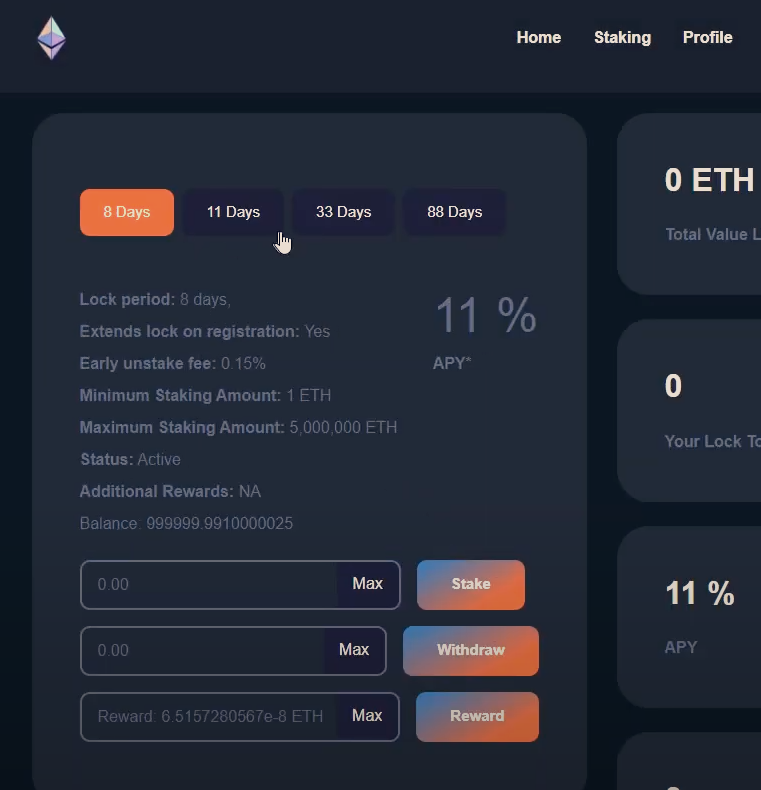 Home Staking Profile
8 Days 11 Days 33 Days 88 Days
Lock period: 8 days,
Extends lock on registration: Yes
Early unstake fee: 0.15%
Minimum Staking Amount: 1 ETH
Maximum Staking Amount: 5,000,000 ETH
Status: Active
Additional Rewards: NA
Balance: 999999.9910000025
11 %
APY*
0.00 Max Stake
0.00 Max Withdraw
Reward: 6.5157280567e-8 ETH Max Reward
0 ETH
Total Value
0
Your Lock
11 %
APY